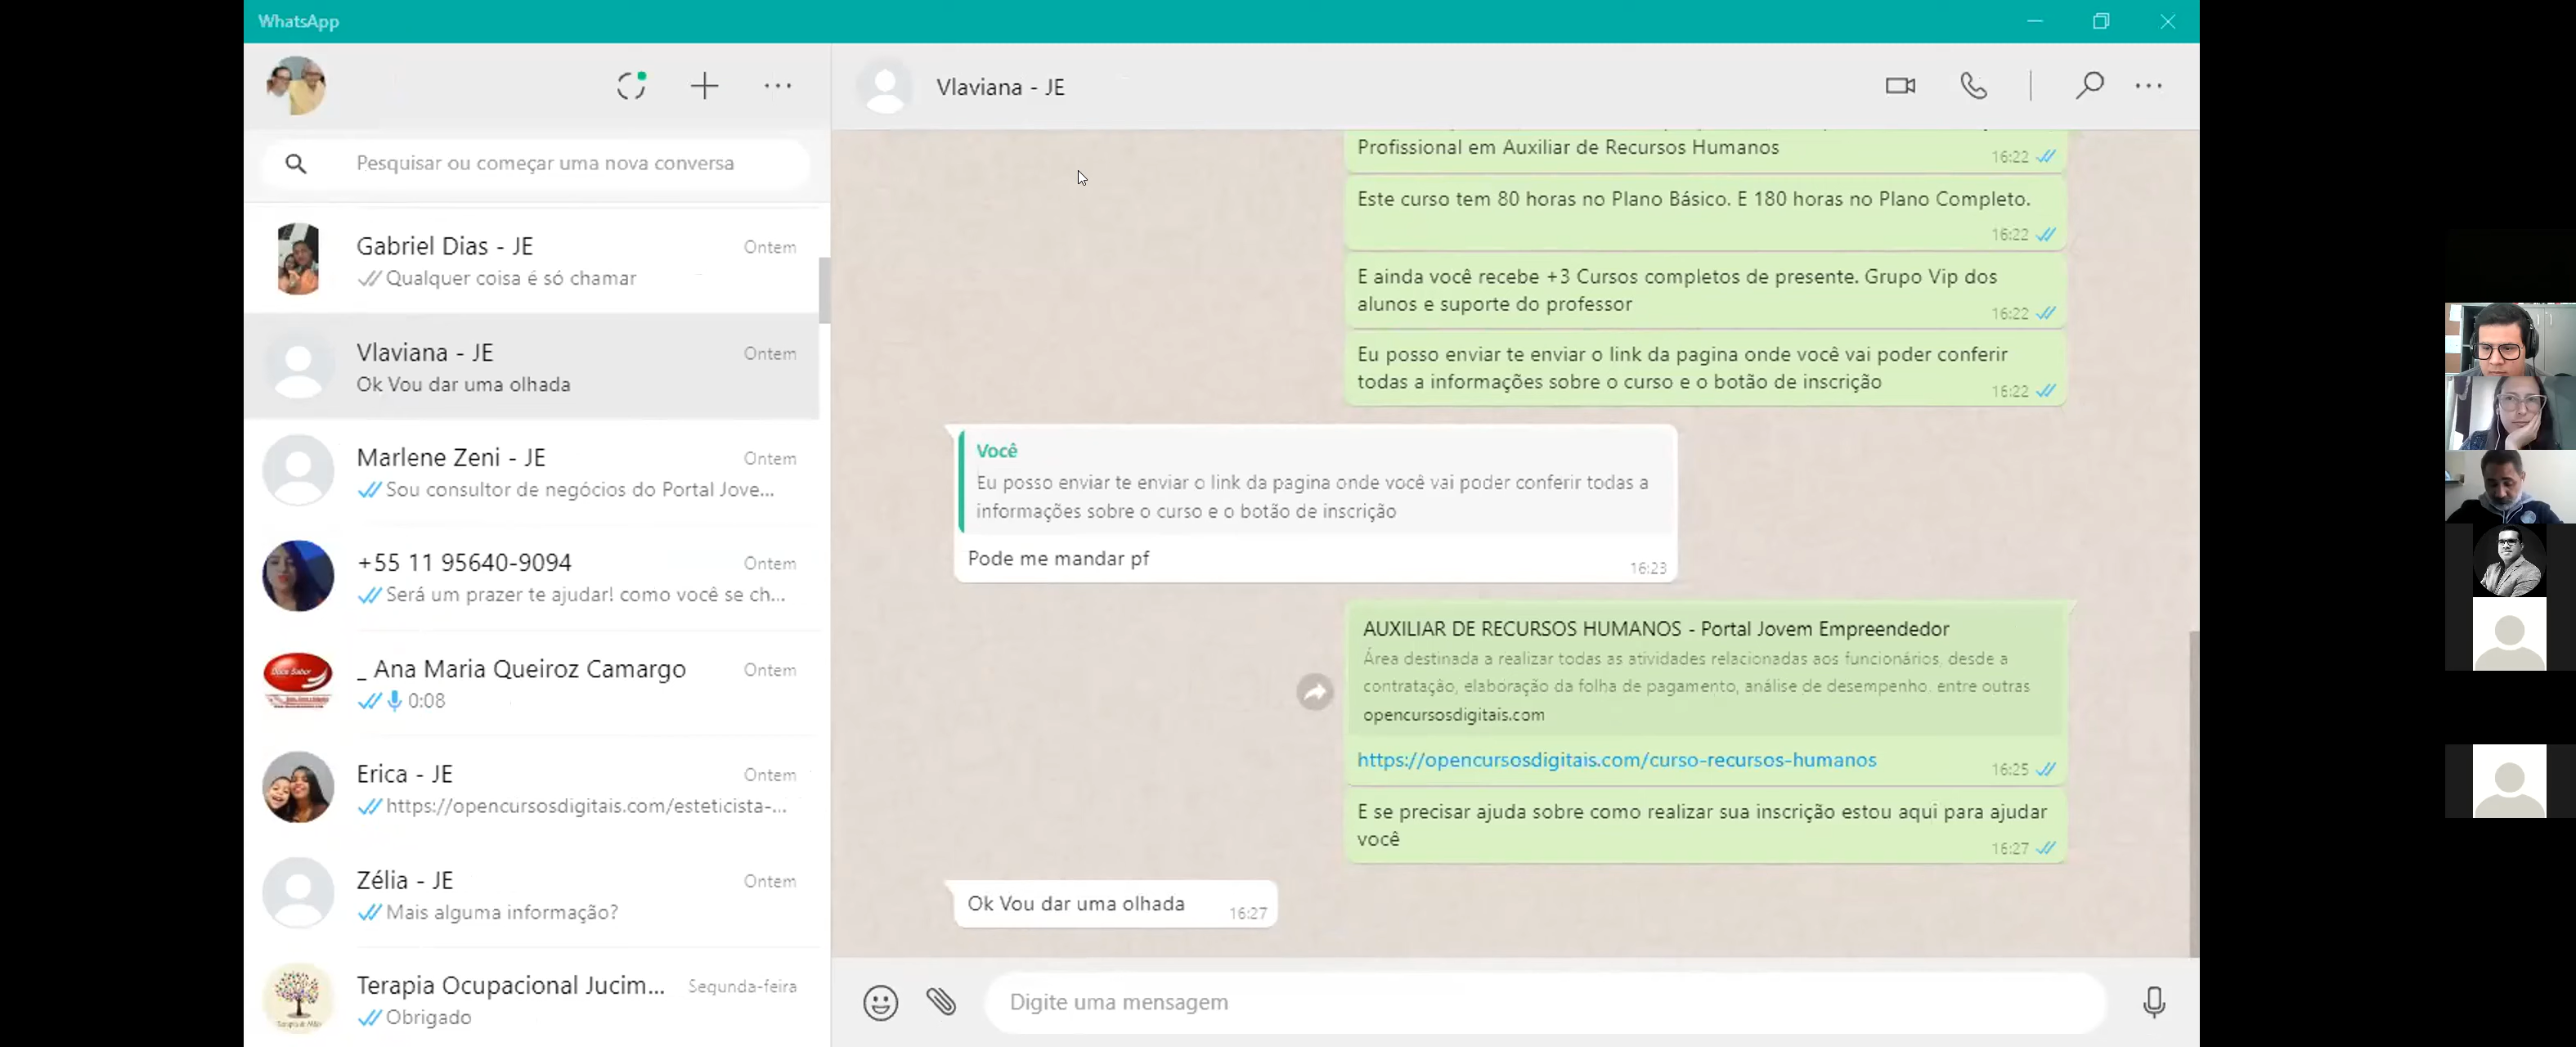 WhatsApp
Pesquisar ou começar uma nova conversa
Gabriel Dias - JE
Ontem
Qualquer coisa é só chamar
Vlaviana - JE
Ontem
Ok Vou dar uma olhada
Marlene Zeni - JE
Ontem
Sou consultor de negócios do Portal Jove...
+55 11 95640-9094
Ontem
Será um prazer te ajudar! como você se ch...
_ Ana Maria Queiroz Camargo
Ontem
0:08
Erica - JE
Ontem
https://opencursosdigitais.com/esteticista-...
Zélia - JE
Ontem
Mais alguma informação?
Terapia Ocupacional Jucim...
Segunda-feira
Obrigado
Vlaviana - JE
Profissional em Auxiliar de Recursos Humanos
16:22
Este curso tem 80 horas no Plano Básico. E 180 horas no Plano Completo.
16:22
E ainda você recebe +3 Cursos completos de presente. Grupo Vip dos
alunos e suporte do professor
16:22
Eu posso enviar te enviar o link da pagina onde você vai poder conferir
todas a informações sobre o curso e o botão de inscrição
16:22
Você
Eu posso enviar te enviar o link da pagina onde você vai poder conferir todas a
informações sobre o curso e o botão de inscrição
Pode me mandar pf
16:23
AUXILIAR DE RECURSOS HUMANOS - Portal Jovem Empreendedor
Área destinada a realizar todas as atividades relacionadas aos funcionários, desde a
contratação, elaboração da folha de pagamento, análise de desempenho, entre outras
opencursosdigitais.com
https://opencursosdigitais.com/curso-recursos-humanos
16:25
E se precisar ajuda sobre como realizar sua inscrição estou aqui para ajudar
você
16:27
Ok Vou dar uma olhada
16:27
Digite uma mensagem